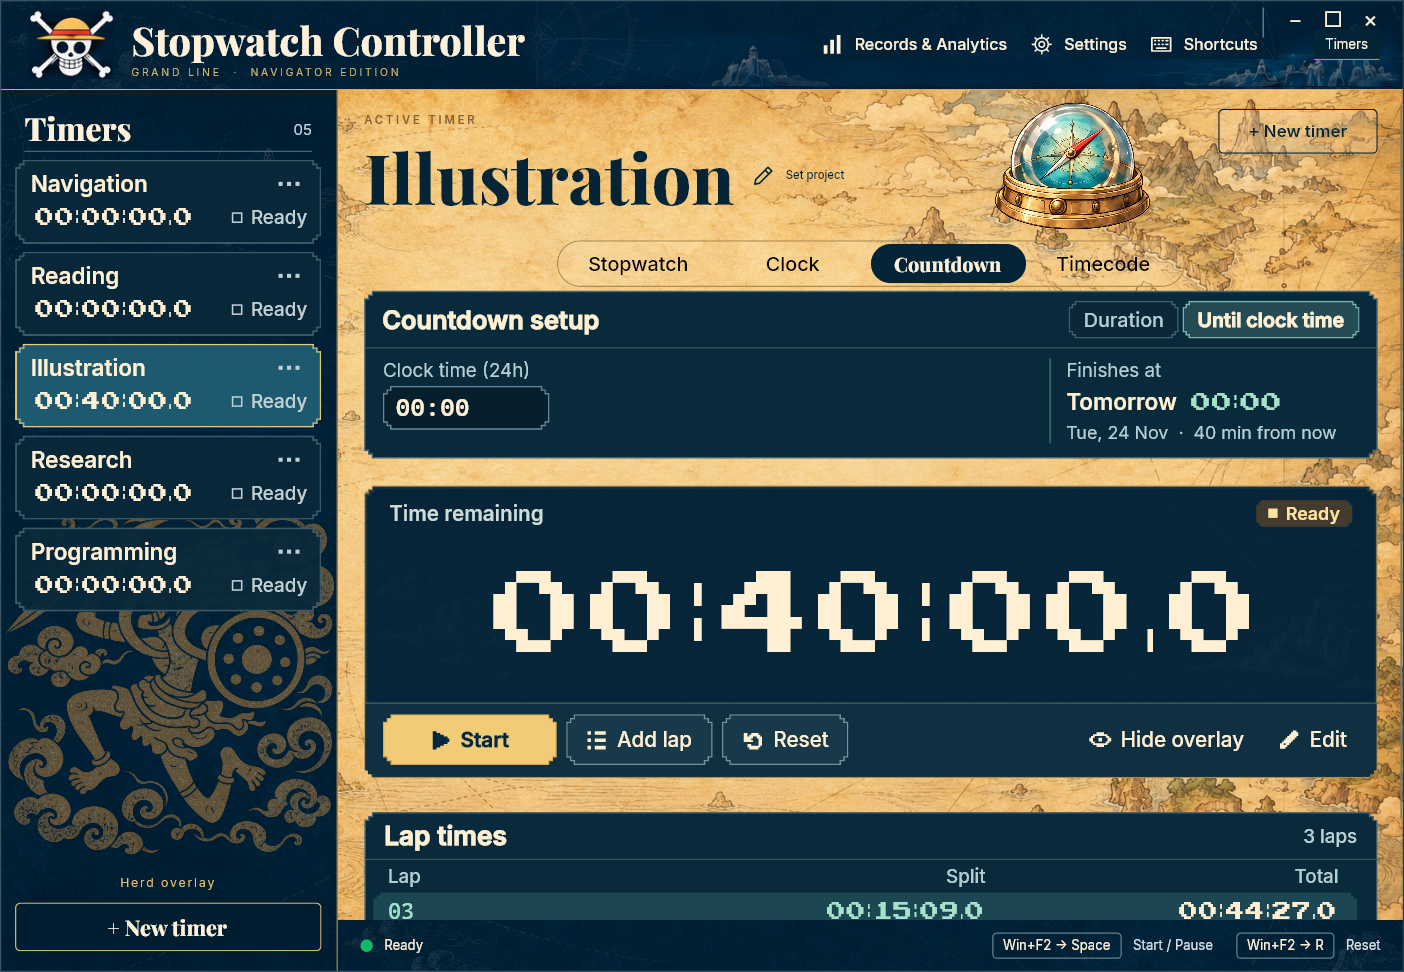 Stopwatch Controller
GRAND LINE · NAVIGATOR EDITION
Records & Analytics
Settings
Shortcuts
Timers
Timers
05
Navigation
00:00:00.0
Ready
Reading
00:00:00.0
Ready
Illustration
00:40:00.0
Ready
Research
00:00:00.0
Ready
Programming
00:00:00.0
Ready
Herd overlay
+ New timer
ACTIVE TIMER
Illustration
Set project
+ New timer
Stopwatch
Clock
Countdown
Timecode
Countdown setup
Duration
Until clock time
Clock time (24h)
00:00
Finishes at
Tomorrow 00:00
Tue, 24 Nov · 40 min from now
Time remaining
Ready
00:40:00.0
Start
Add lap
Reset
Hide overlay
Edit
Lap times
3 laps
Lap Split Total
03 00:15:09.0 00:44:27.0
Ready
Win+F2 → Space Start / Pause
Win+F2 → R Reset